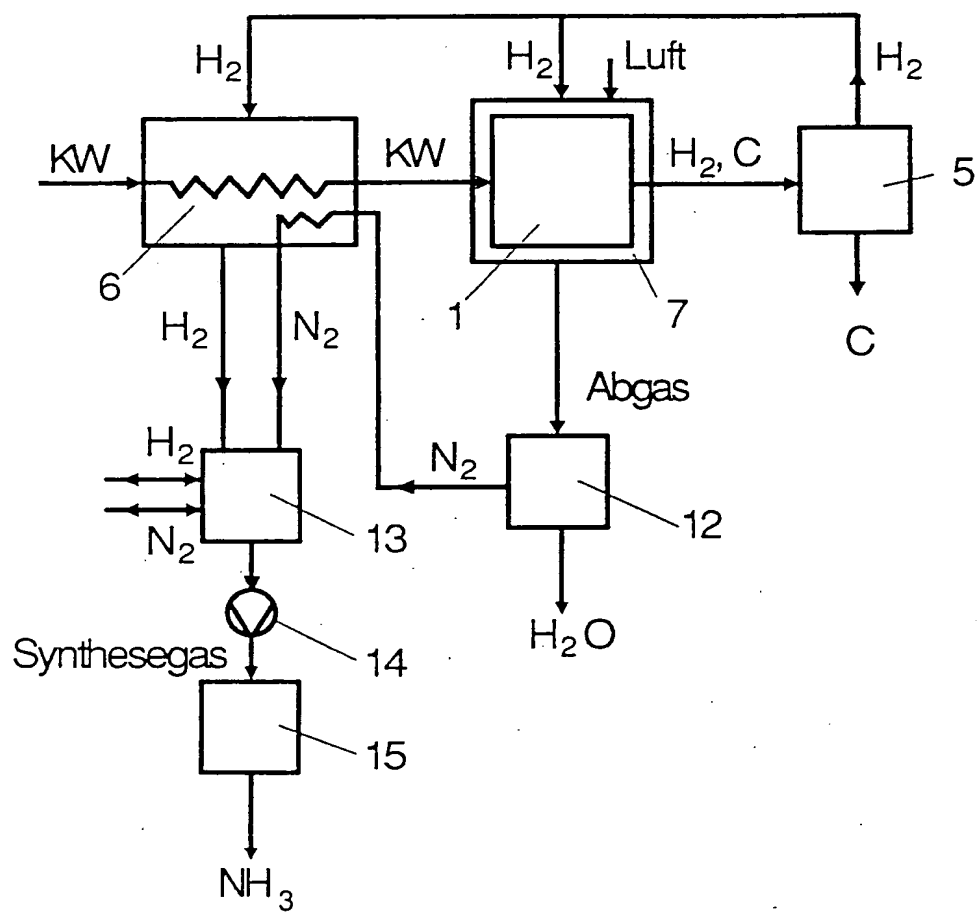 H₂
H₂
Luft
H₂
KW
KW
H₂, C
5
6
1
7
H₂
N₂
C
Abgas
H₂
N₂
N₂
13
12
H₂O
Synthesegas
14
15
NH₃